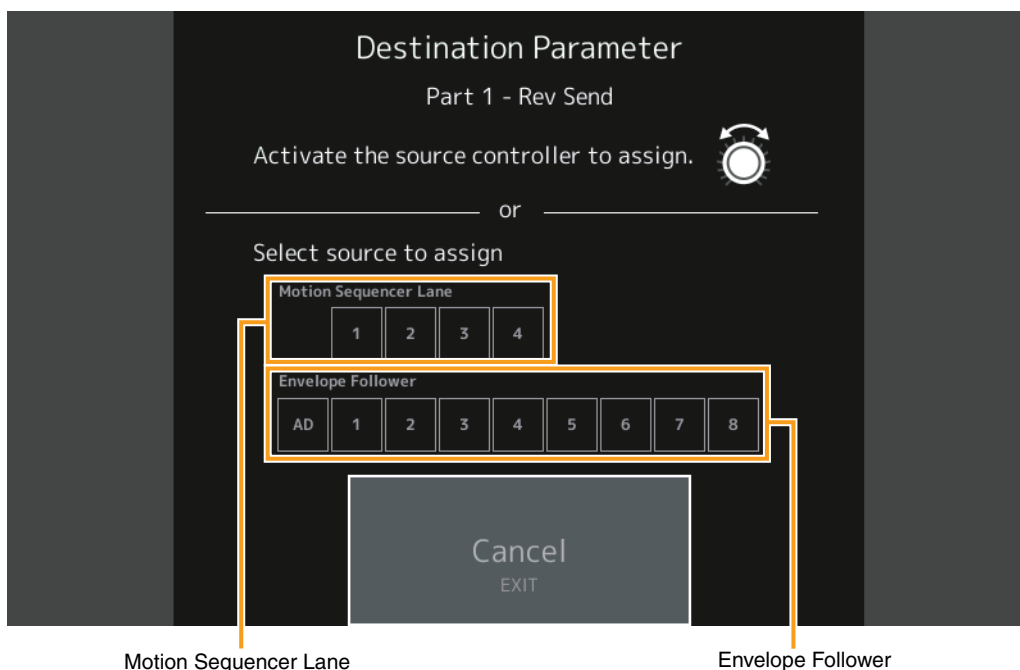 Destination Parameter
Part 1 - Rev Send
Activate the source controller to assign.
or
Select source to assign
Motion Sequencer Lane
1 2 3 4
Envelope Follower
AD 1 2 3 4 5 6 7 8
Cancel
EXIT
Motion Sequencer Lane Envelope Follower